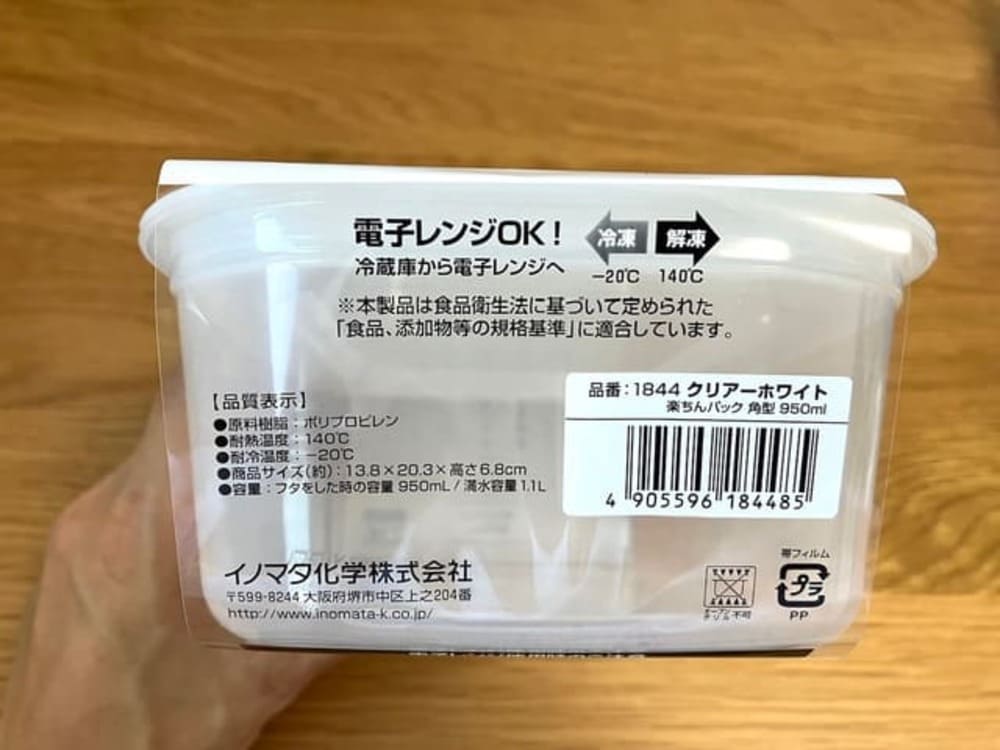 電子レンジOK!
冷凍 解凍
冷蔵庫から電子レンジへ
−20℃ 140℃
※本製品は食品衛生法に基づいて定められた
「食品、添加物等の規格基準」に適合しています。
【品質表示】
●原料樹脂：ポリプロピレン
●耐熱温度：140℃
●耐冷温度：−20℃
●商品サイズ(約)：13.8×20.3×高さ6.8cm
●容量：フタをした時の容量 950mL / 満水容量1.1L
品番：1844 クリアーホワイト
楽ちんパック 角型 950ml
4 905596 184485
イノマタ化学株式会社
〒599-8244 大阪府堺市中区上之204番
http://www.inomata-k.co.jp/
オーブン
グリル不可
帯フィルム
プラ
PP